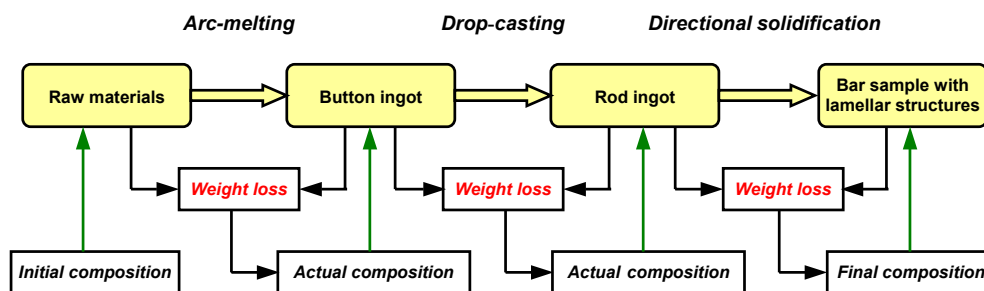 Arc-melting Drop-casting Directional solidification
Raw materials Button ingot Rod ingot Bar sample with
lamellar structures
Weight loss Weight loss Weight loss
Initial composition Actual composition Actual composition Final composition